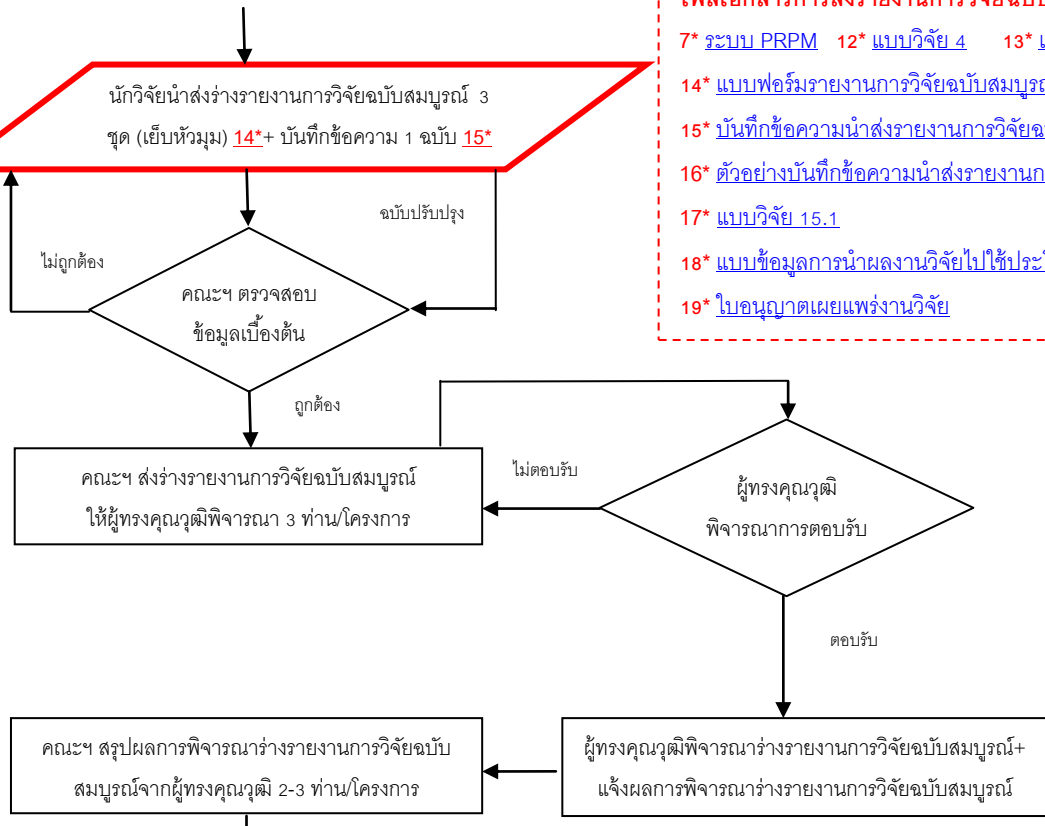 7* ระบบ PRPM 12* แบบวิจัย 4 13*
14* แบบฟอร์มรายงานการวิจัยฉบับสมบูรณ์
15* บันทึกข้อความนำส่งรายงานการวิจัย
16* ตัวอย่างบันทึกข้อความนำส่งรายงาน
17* แบบวิจัย 15.1
18* แบบข้อมูลการนำผลงานวิจัยไปใช้
19* ใบอนุญาตเผยแพร่งานวิจัย
นักวิจัยนำส่งร่างรายงานการวิจัยฉบับสมบูรณ์ 3
ชุด (เย็บหัวมุม) 14*+ บันทึกข้อความ 1 ฉบับ 15*
ฉบับปรับปรุง
ไม่ถูกต้อง
คณะฯ ตรวจสอบ
ข้อมูลเบื้องต้น
ถูกต้อง
คณะฯ ส่งร่างรายงานการวิจัยฉบับสมบูรณ์
ให้ผู้ทรงคุณวุฒิพิจารณา 3 ท่าน/โครงการ
ไม่ตอบรับ
ผู้ทรงคุณวุฒิ
พิจารณาการตอบรับ
ตอบรับ
คณะฯ สรุปผลการพิจารณาร่างรายงานการวิจัยฉบับ
สมบูรณ์จากผู้ทรงคุณวุฒิ 2-3 ท่าน/โครงการ
ผู้ทรงคุณวุฒิพิจารณาร่างรายงานการวิจัยฉบับสมบูรณ์+
แจ้งผลการพิจารณาร่างรายงานการวิจัยฉบับสมบูรณ์